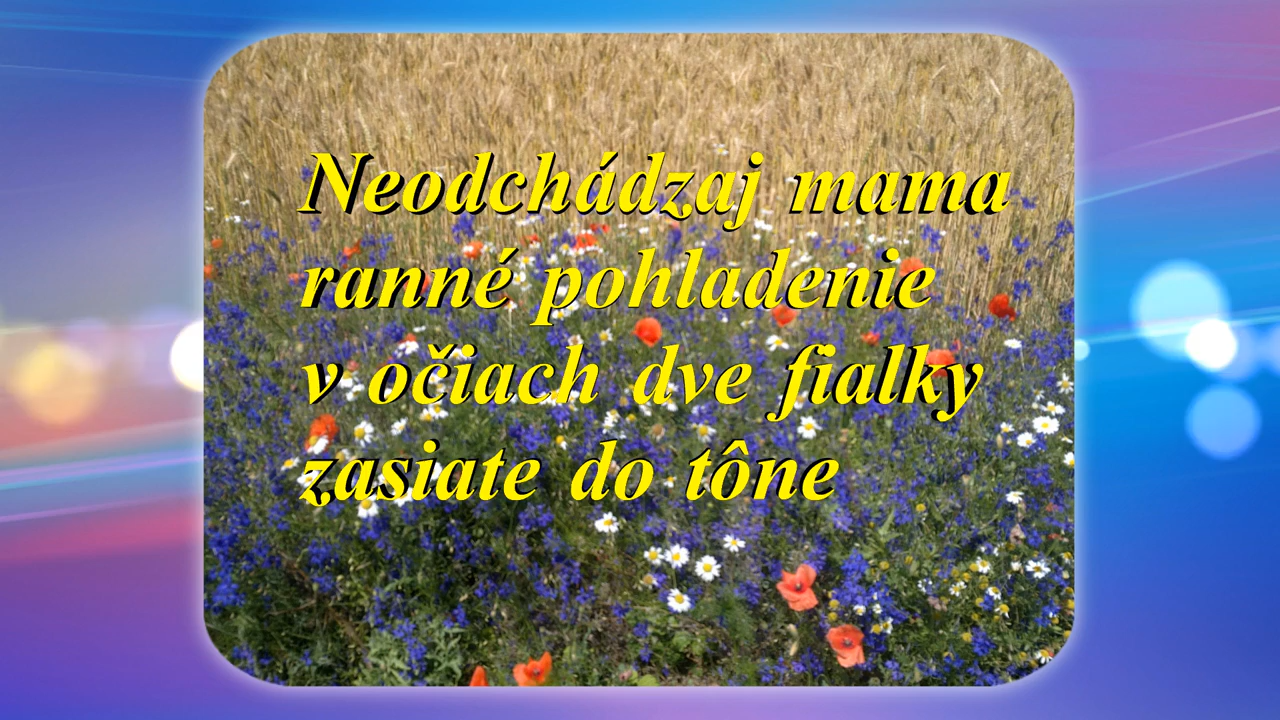 Neodchádzaj mama
ranné pohladenie
v očiach dve fialky
zasiate do tône